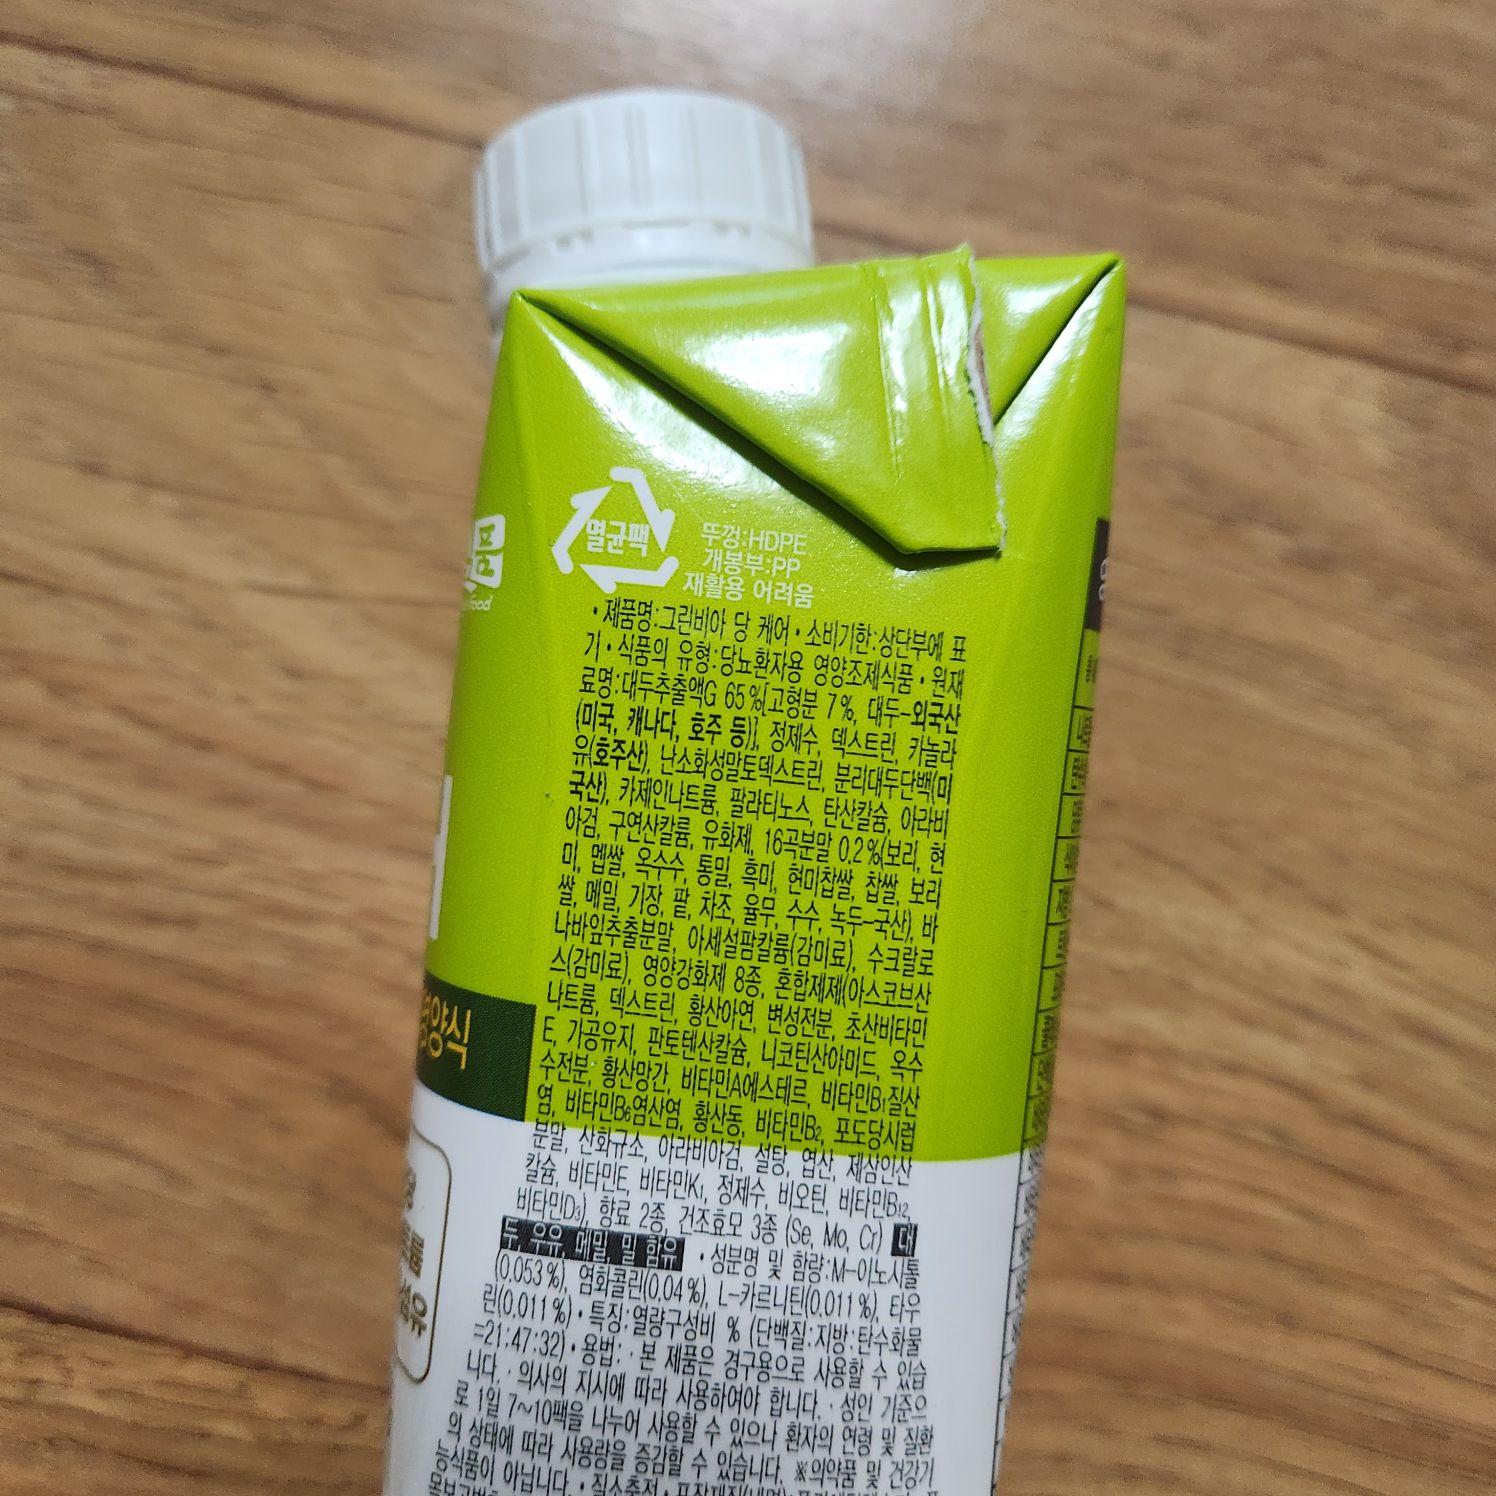 멸균팩
뚜껑:HDPE
개봉부:PP
재활용 어려움
•제품명:그린비아 당 케어•소비기한:상단부에 표
기•식품의 유형:당뇨환자용 영양조제식품•원재
료명:대두추출액G 65%[고형분 7%, 대두-외국산
(미국, 캐나다, 호주 등)], 정제수, 덱스트린, 카놀라
유(호주산), 난소화성말토덱스트린, 분리대두단백(미
국산), 카제인나트륨, 팔라티노스, 탄산칼슘, 아라비
아검, 구연산칼륨, 유화제, 16곡분말 0.2%(보리, 현
미, 멥쌀, 옥수수, 통밀, 흑미, 현미찹쌀, 찹쌀, 보리
쌀, 메밀, 기장, 팥, 차조, 율무, 수수, 녹두-국산), 바
나바잎추출분말, 아세설팜칼륨(감미료), 수크랄로
스(감미료), 영양강화제 8종, 혼합제제(아스코브산
나트륨, 덱스트린, 황산아연, 변성전분, 초산비타민
E, 가공유지, 판토텐산칼슘, 니코틴산아미드, 옥수
수전분, 황산망간, 비타민A에스테르, 비타민B₁질산
염, 비타민B₆염산염, 황산동, 비타민B₂, 포도당시럽
분말, 산화규소, 아라비아검, 설탕, 엽산, 제삼인산
칼슘, 비타민E, 비타민K₁, 정제수, 비오틴, 비타민B₁₂,
비타민D₃), 향료 2종, 건조효모 3종 (Se, Mo, Cr) 대
두, 우유, 메밀, 밀 함유 •성분명 및 함량:M-이노시톨
(0.053%), 염화콜린(0.04%), L-카르니틴(0.011%), 타우
린(0.011%)•특징:열량구성비 % (단백질:지방:탄수화물
=21:47:32)•용법:·본 제품은 경구용으로 사용할 수 있습
니다.·의사의 지시에 따라 사용하여야 합니다.·성인 기준으
로 1일 7~10팩을 나누어 사용할 수 있으나 환자의 연령 및 질환
의 상태에 따라 사용량을 증감할 수 있습니다. ※의약품 및 건강기
능식품이 아닙니다.•질소충전•포장재질(내면):
품
food
영양식
섬유